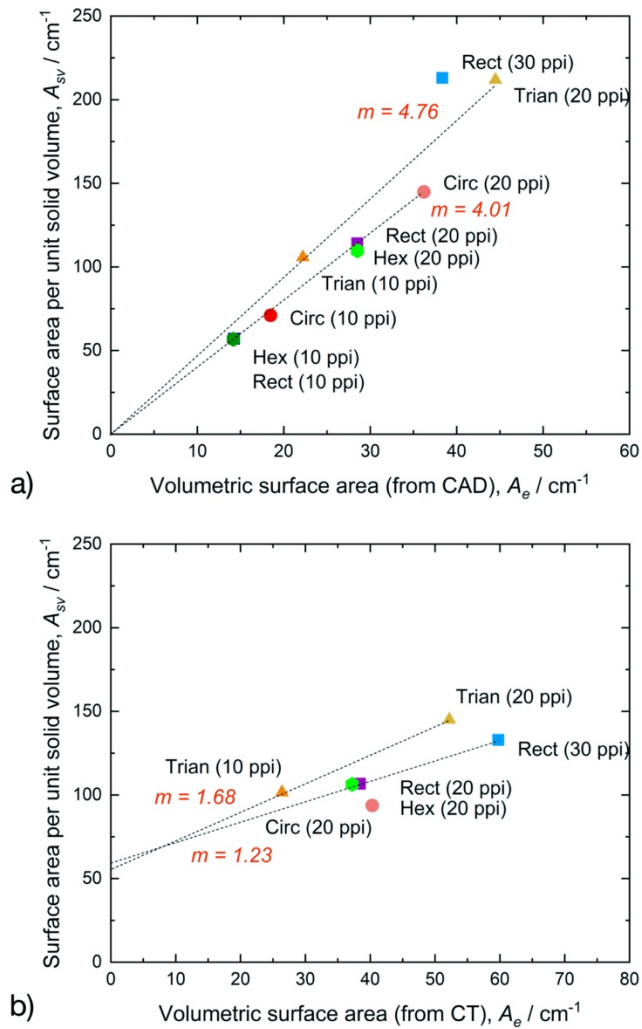 250
200
150
100
50
0
Surface area per unit solid volume, Asv / cm-1
Rect (30 ppi)
Trian (20 ppi)
m = 4.76
Circ (20 ppi)
m = 4.01
Rect (20 ppi)
Hex (20 ppi)
Trian (10 ppi)
Circ (10 ppi)
Hex (10 ppi)
Rect (10 ppi)
0 10 20 30 40 50 60
a)
Volumetric surface area (from CAD), Ae / cm-1
250
200
150
100
50
0
Surface area per unit solid volume, Asv / cm-1
Trian (20 ppi)
Trian (10 ppi)
Rect (30 ppi)
m = 1.68
Rect (20 ppi)
Hex (20 ppi)
Circ (20 ppi)
m = 1.23
0 10 20 30 40 50 60 70 80
b)
Volumetric surface area (from CT), Ae / cm-1